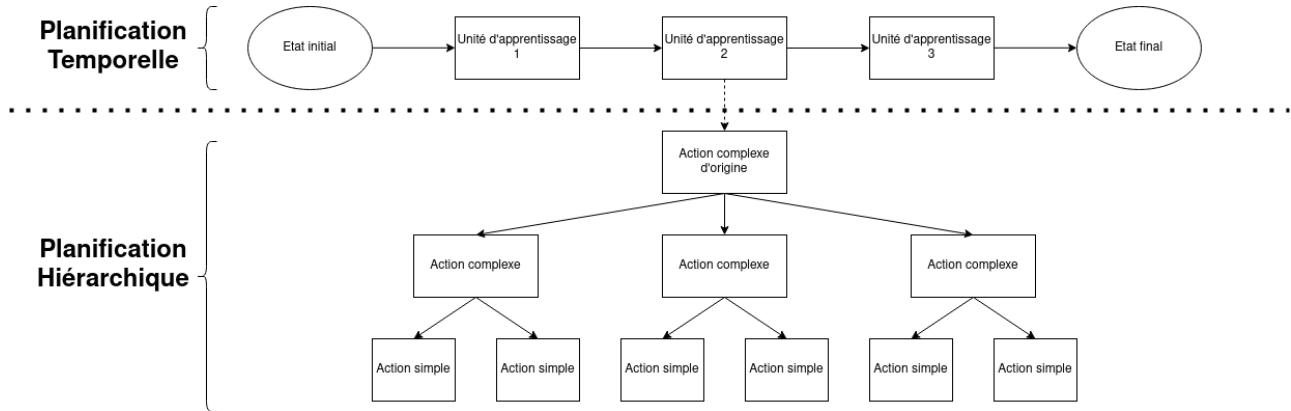 Planification
Temporelle
Etat initial
Unité d'apprentissage
1
Unité d'apprentissage
2
Unité d'apprentissage
3
Etat final
Planification
Hiérarchique
Action complexe
d'origine
Action complexe
Action complexe
Action complexe
Action simple
Action simple
Action simple
Action simple
Action simple
Action simple